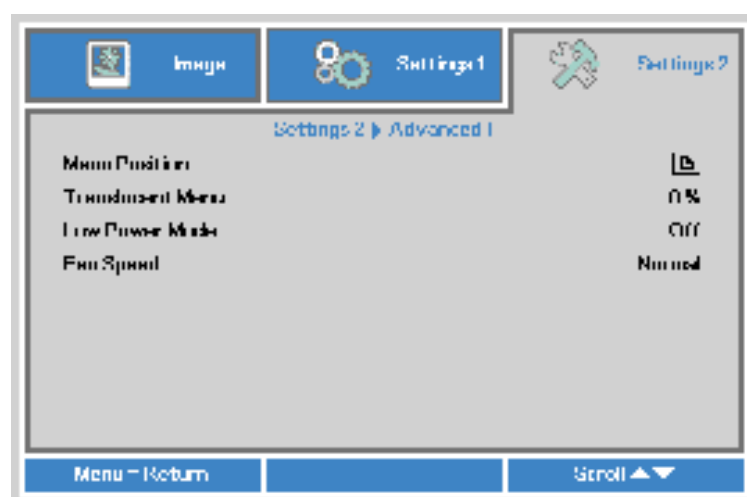 Image
Settings 1
Settings 2
Settings 2 Advanced 1
Menu Position
Translucent Menu 0 %
Low Power Mode Off
Fan Speed Normal
Menu = Return Scroll ▲▼